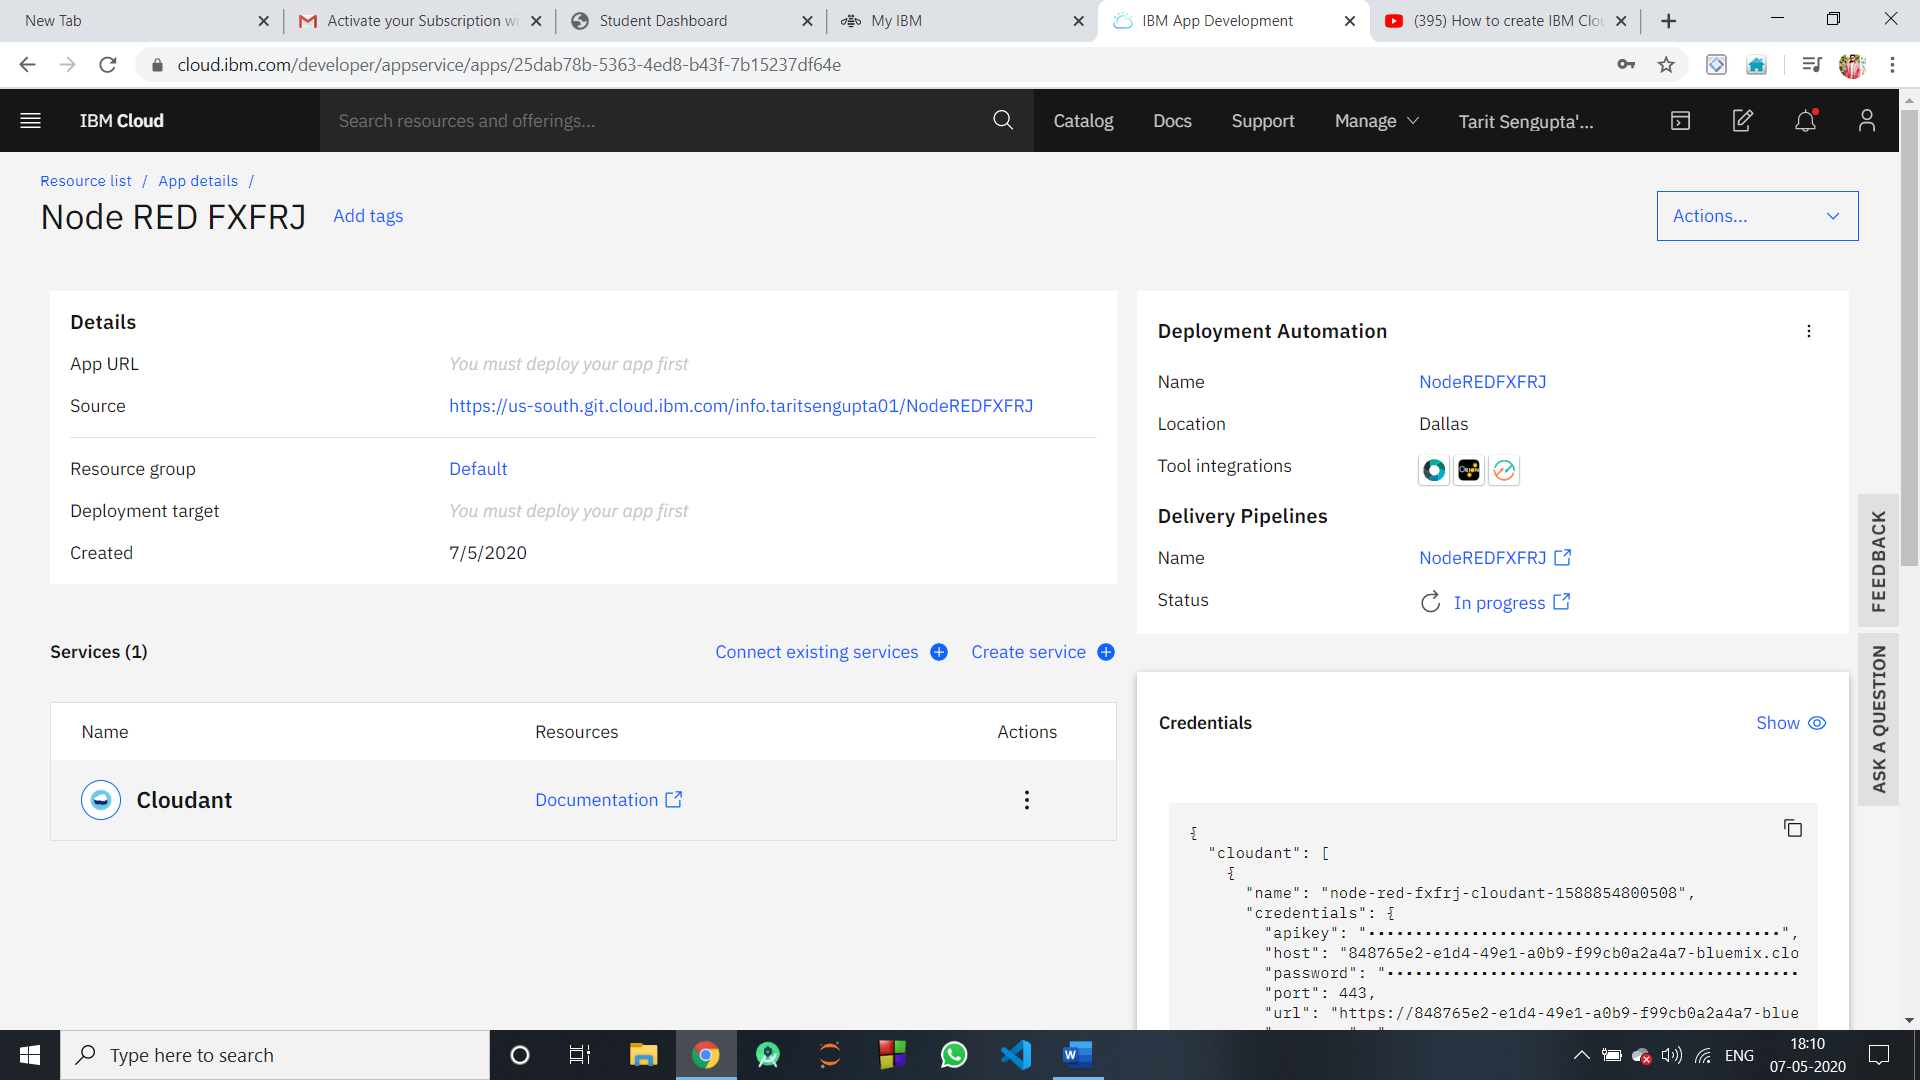 New Tab
Activate your Subscription wi
Student Dashboard
My IBM
IBM App Development
(395) How to create IBM Clou
cloud.ibm.com/developer/appservice/apps/25dab78b-5363-4ed8-b43f-7b15237df64e
IBM Cloud
Search resources and offerings...
Catalog
Docs
Support
Manage
Tarit Sengupta'...
Resource list / App details /
Node RED FXFRJ
Add tags
Actions...
Details
App URL
You must deploy your app first
Source
https://us-south.git.cloud.ibm.com/info.taritsengupta01/NodeREDFXFRJ
Resource group
Default
Deployment target
You must deploy your app first
Created
7/5/2020
Deployment Automation
Name
NodeREDFXFRJ
Location
Dallas
Tool integrations
ORION
Delivery Pipelines
Name
NodeREDFXFRJ
Status
In progress
FEEDBACK
ASK A QUESTION
Services (1)
Connect existing services
Create service
Name
Resources
Actions
Cloudant
Documentation
Credentials
Show
{
"cloudant": [
{
"name": "node-red-fxfrj-cloudant-1588854800508",
"credentials": {
"apikey": "••••••••••••••••••••••••••••••••••••••••••••",
"host": "848765e2-e1d4-49e1-a0b9-f99cb0a2a4a7-bluemix.clo
"password": "••••••••••••••••••••••••••••••••••••••••••••
"port": 443,
"url": "https://848765e2-e1d4-49e1-a0b9-f99cb0a2a4a7-blue
Type here to search
ENG
18:10
07-05-2020